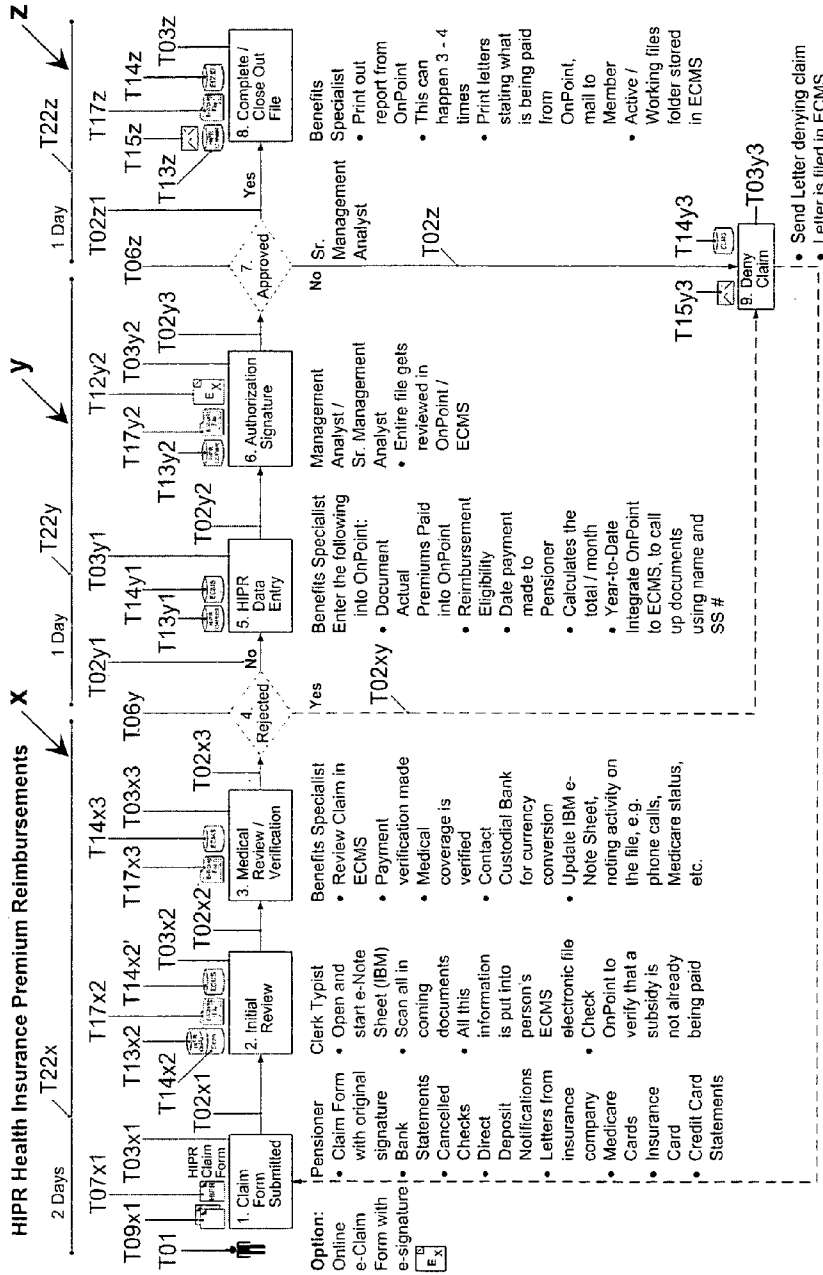 HIPR Health Insurance Premium Reimbursements
x
y
z
T22x
T22y
T22z
2 Days
1 Day
1 Day
T01
T09x1
T07x1
T03x1
HIPR
Claim
Form
1. Claim
Form
Submitted
T02x1
T14x2
T13x2
T17x2
T14x2'
T03x2
2. Initial
Review
T02x2
T17x3
T14x3
T03x3
3. Medical
Review /
Verification
T02x3
T06y
4.
Rejected
No
Yes
T02y1
T02xy
T13y1
T14y1
T03y1
ECMS
5. HIPR
Data
Entry
T02y2
T13y2
T17y2
T12y2
T03y2
E X
6. Authorization
Signature
T02y3
T06z
7.
Approved
Yes
No
T02z1
T02z
T13z
T15z
T17z
T14z
T03z
8. Complete /
Close Out
File
T15y3
T14y3
T03y3
9. Deny
Claim
Option:
Online
e-Claim
Form with
e-signature
E X
Pensioner
• Claim Form
with original
signature
• Bank
Statements
• Cancelled
Checks
• Direct
Deposit
Notifications
• Letters from
insurance
company
• Medicare
Cards
• Insurance
Card
• Credit Card
Statements
Clerk Typist
• Open and
start e-Note
Sheet (IBM)
• Scan all in
coming
documents
• All this
information
is put into
person's
ECMS
electronic file
• Check
OnPoint to
verify that a
subsidy is
not already
being paid
Benefits Specialist
• Review Claim in
ECMS
• Payment
verification made
• Medical
coverage is
verified
• Contact
Custodial Bank
for currency
conversion
• Update IBM e-
Note Sheet,
noting activity on
the file, e.g.
phone calls,
Medicare status,
etc.
Benefits Specialist
Enter the following
into OnPoint:
• Document
Actual
Premiums Paid
into OnPoint
• Reimbursement
Eligibility
• Date payment
made to
Pensioner
• Calculates the
total / month
• Year-to-Date
Integrate OnPoint
to ECMS, to call
up documents
using name and
SS #
Management
Analyst /
Sr. Management
Analyst
• Entire file gets
reviewed in
OnPoint /
ECMS
Sr.
Management
Analyst
Benefits
Specialist
• Print out
report from
OnPoint
• This can
happen 3 - 4
times
• Print letters
stating what
is being paid
from
OnPoint,
mail to
Member
• Active /
Working files
folder stored
in ECMS
• Send Letter denying claim
• Letter is filed in ECMS